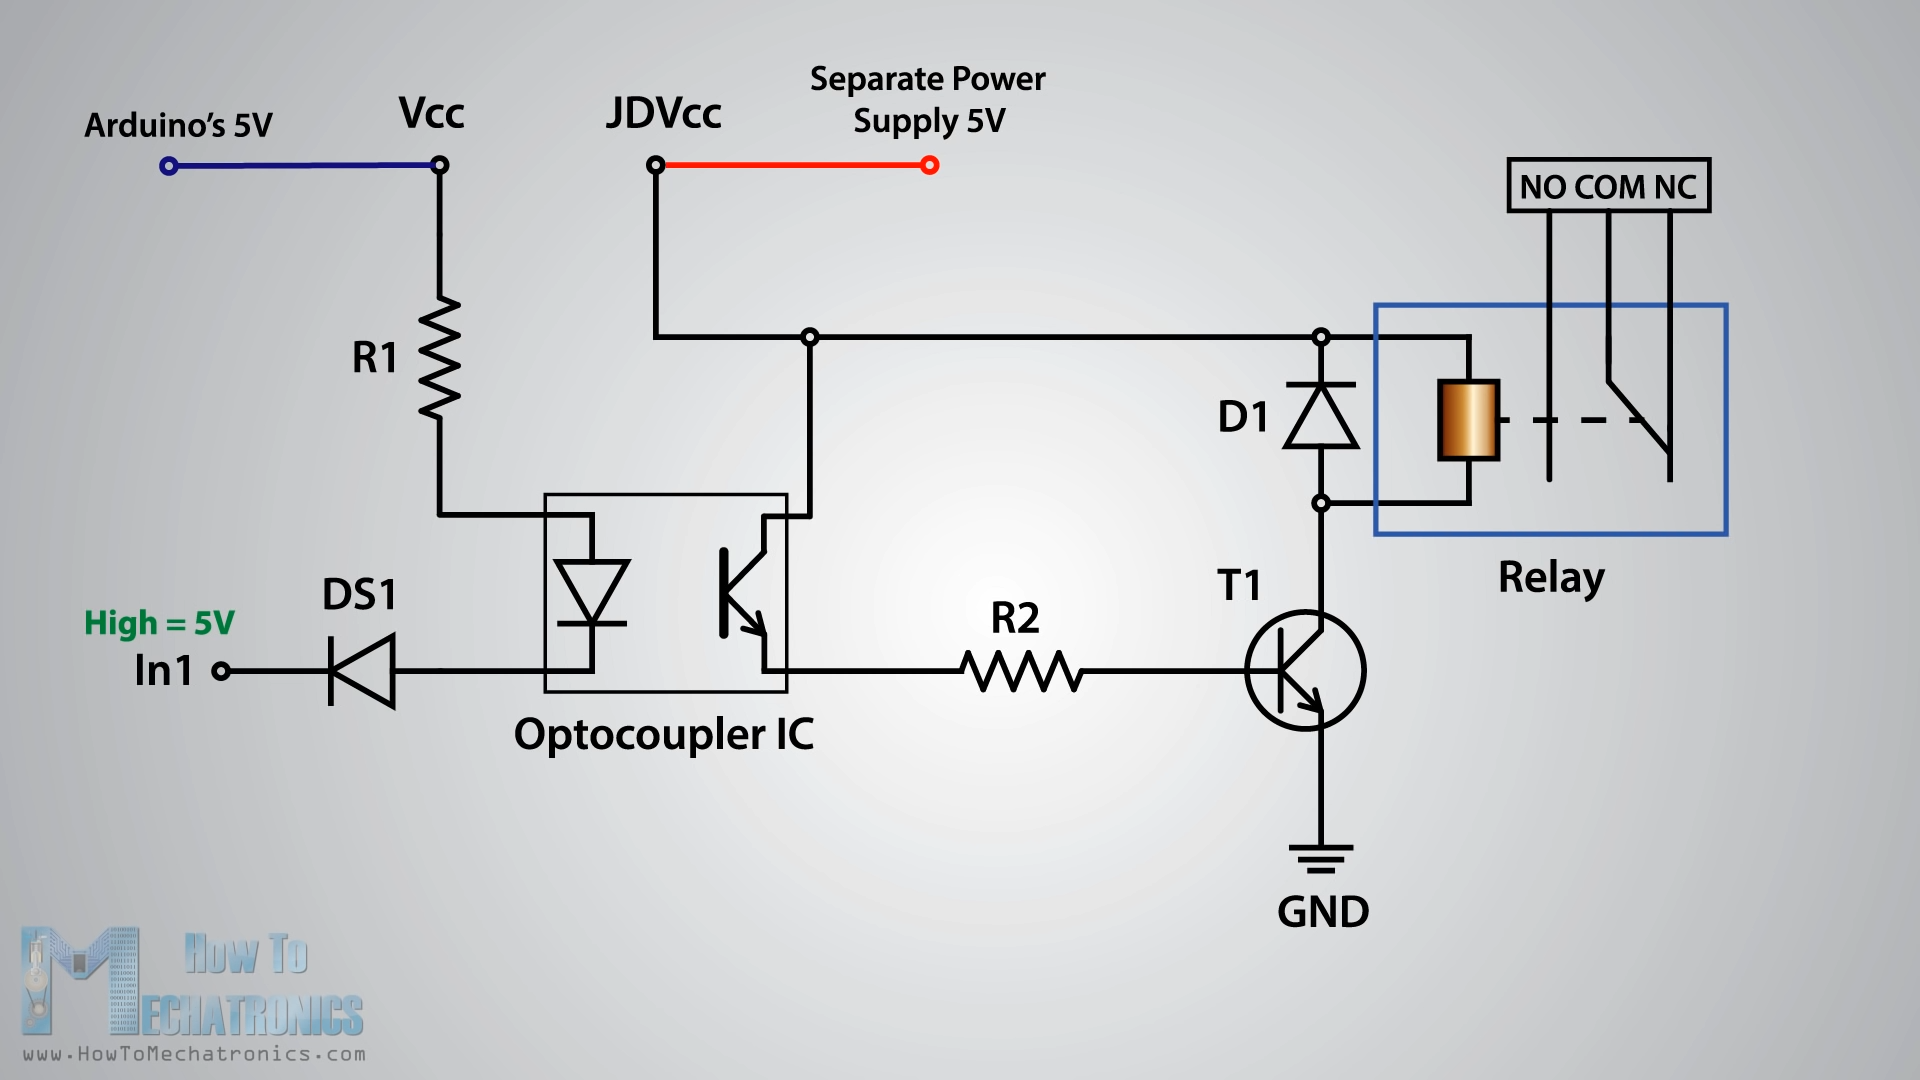 Separate Power
Supply 5V
Arduino's 5V
Vcc
JDVcc
NO COM NC
R1
D1
DS1
High = 5V
In1
Optocoupler IC
R2
T1
Relay
GND
How To
MECHATRONICS
www.HowToMechatronics.com